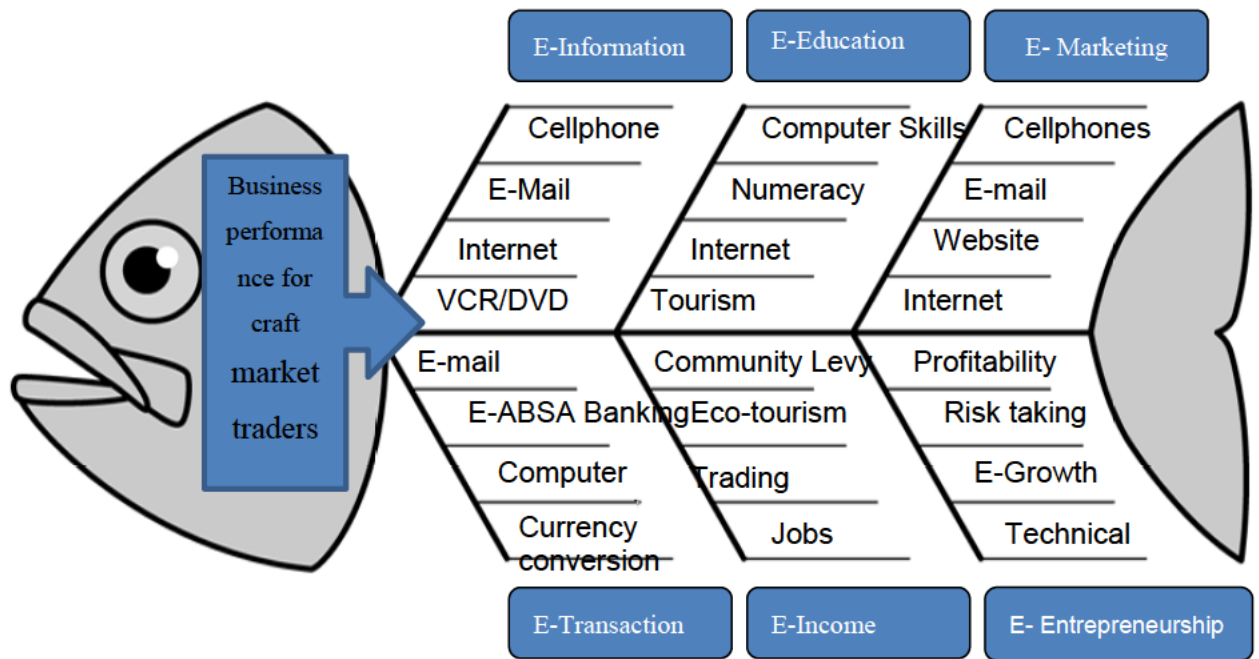 E-Information
E-Education
E- Marketing
Cellphone
E-Mail
Internet
VCR/DVD
Computer Skills
Numeracy
Internet
Tourism
Cellphones
E-mail
Website
Internet
Business
performa
nce for
craft
market
traders
E-mail
E-ABSA Banking
Computer
Currency
conversion
Community Levy
Eco-tourism
Trading
Jobs
Profitability
Risk taking
E-Growth
Technical
E-Transaction
E-Income
E- Entrepreneurship